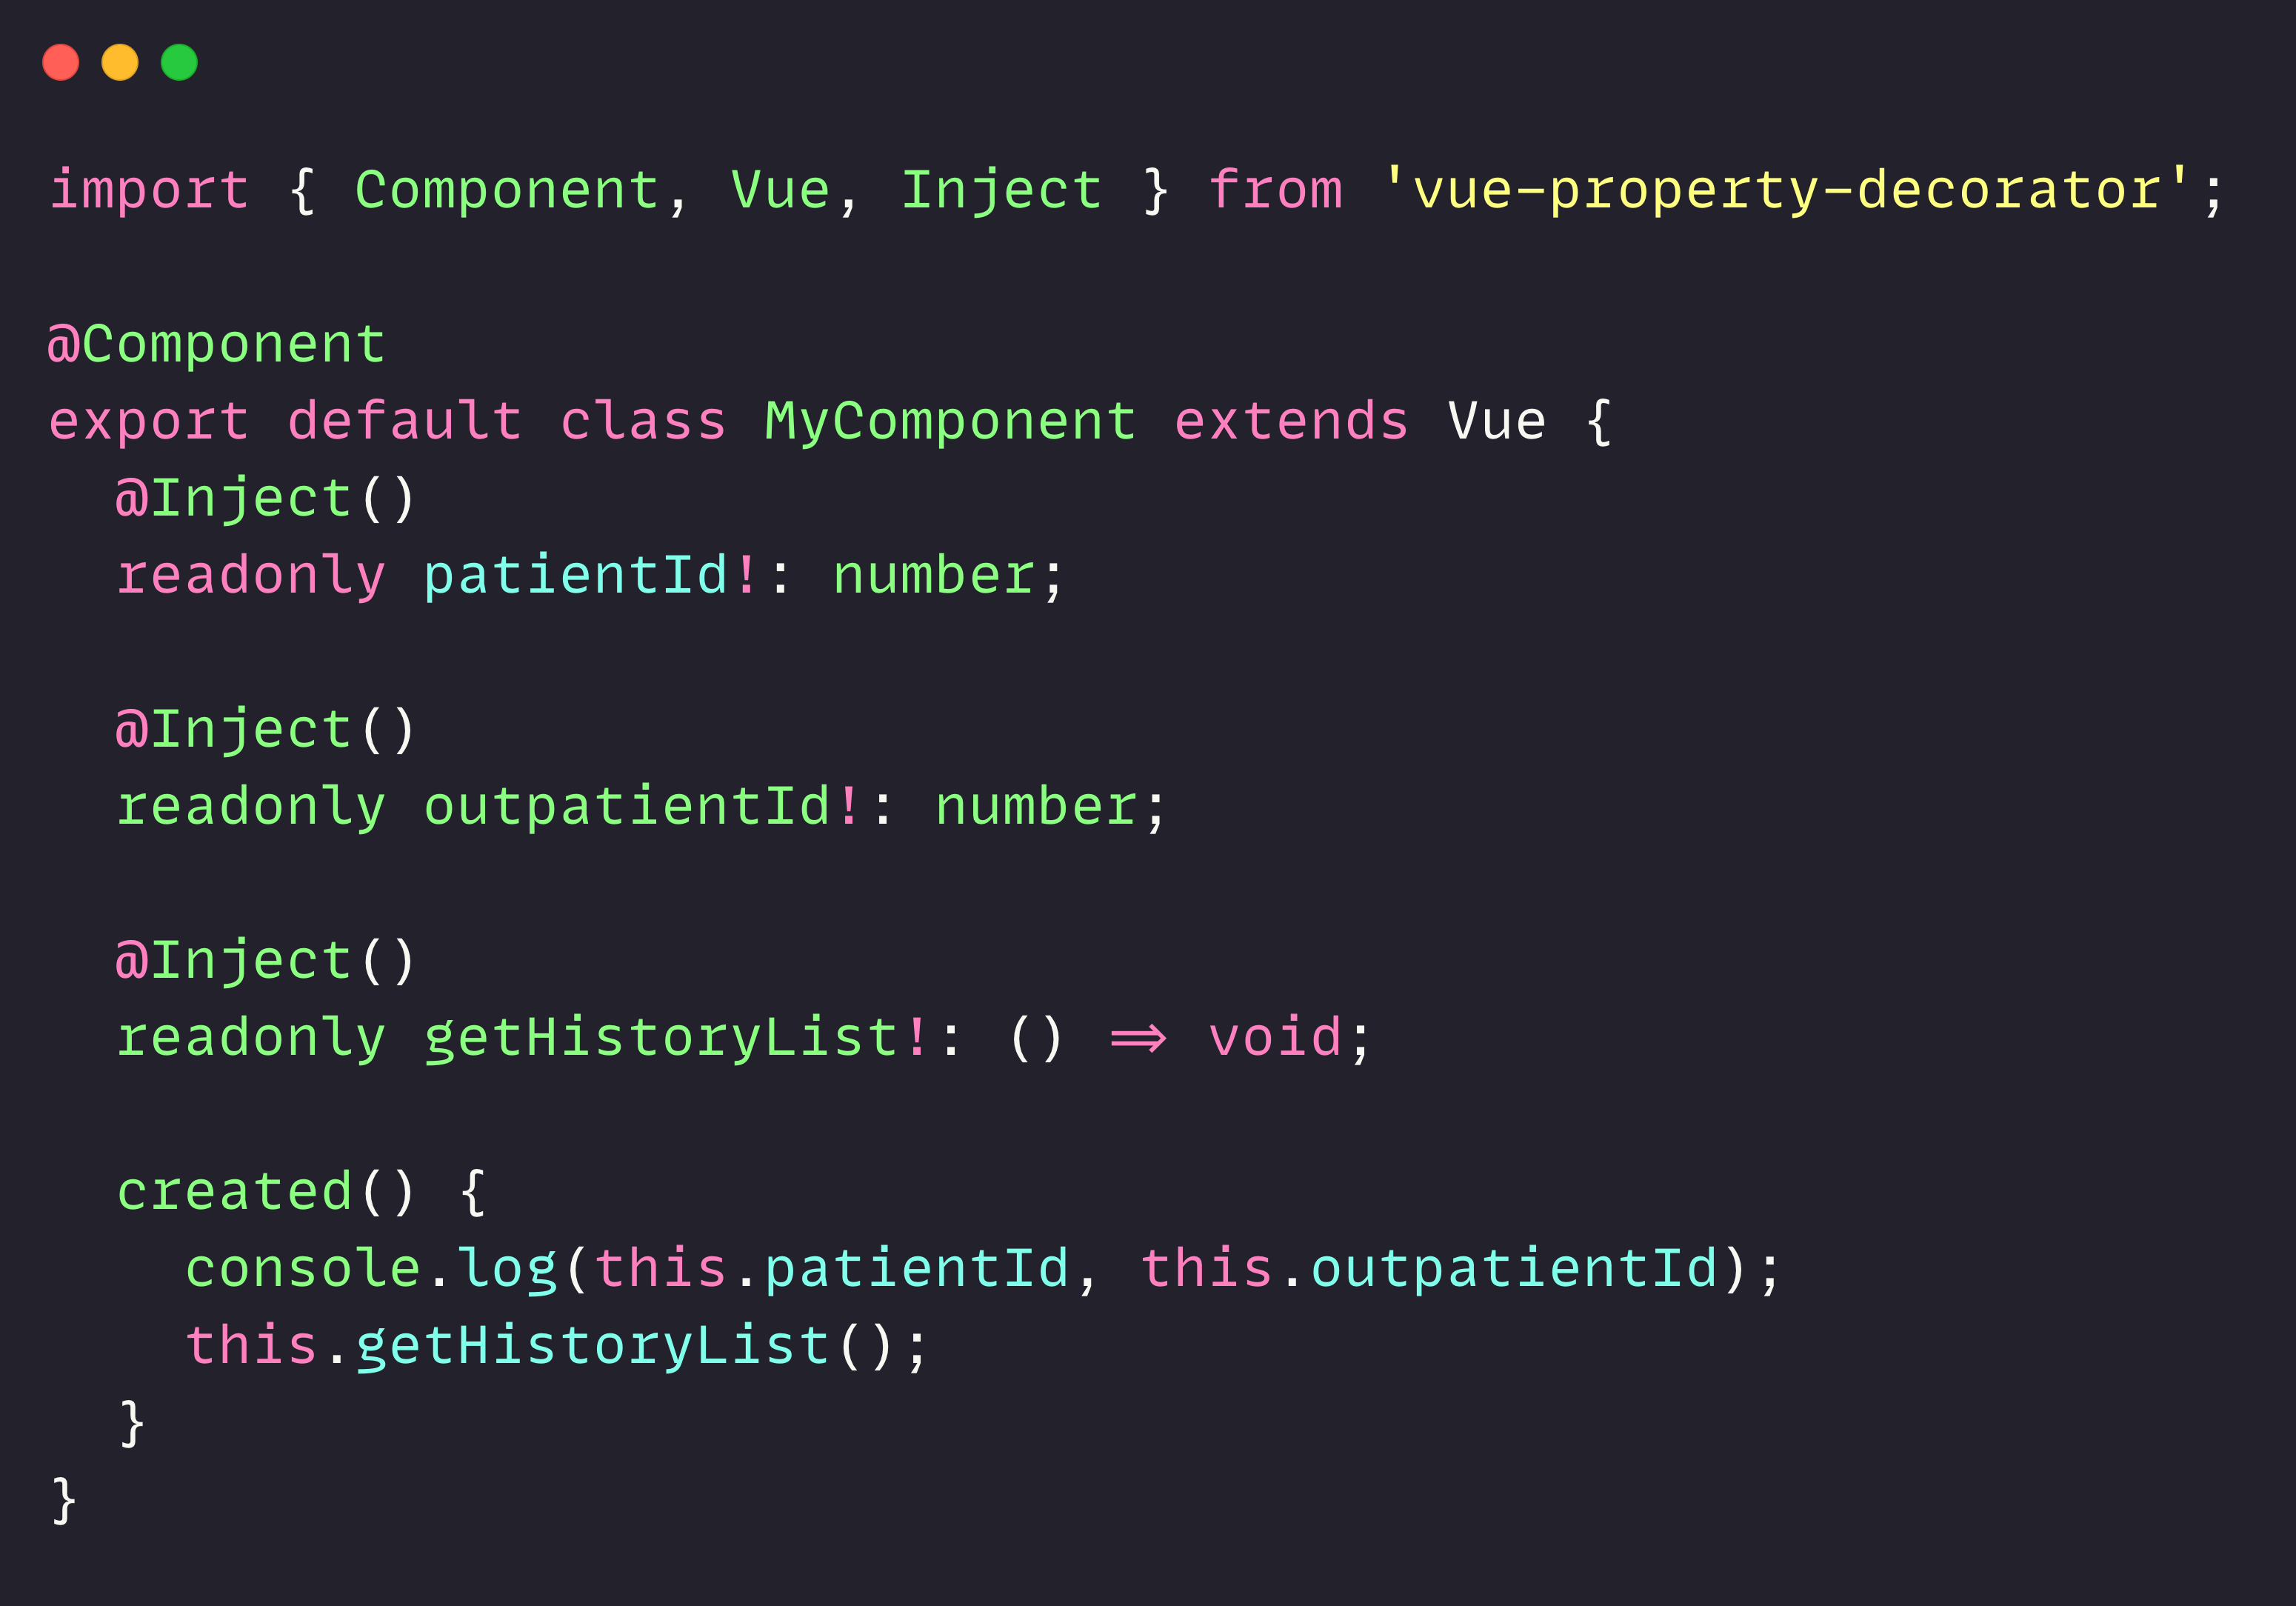 import { Component, Vue, Inject } from 'vue-property-decorator';
@Component
export default class MyComponent extends Vue {
@Inject()
readonly patientId!: number;
@Inject()
readonly outpatientId!: number;
@Inject()
readonly getHistoryList!: () => void;
created() {
console.log(this.patientId, this.outpatientId);
this.getHistoryList();
}
}